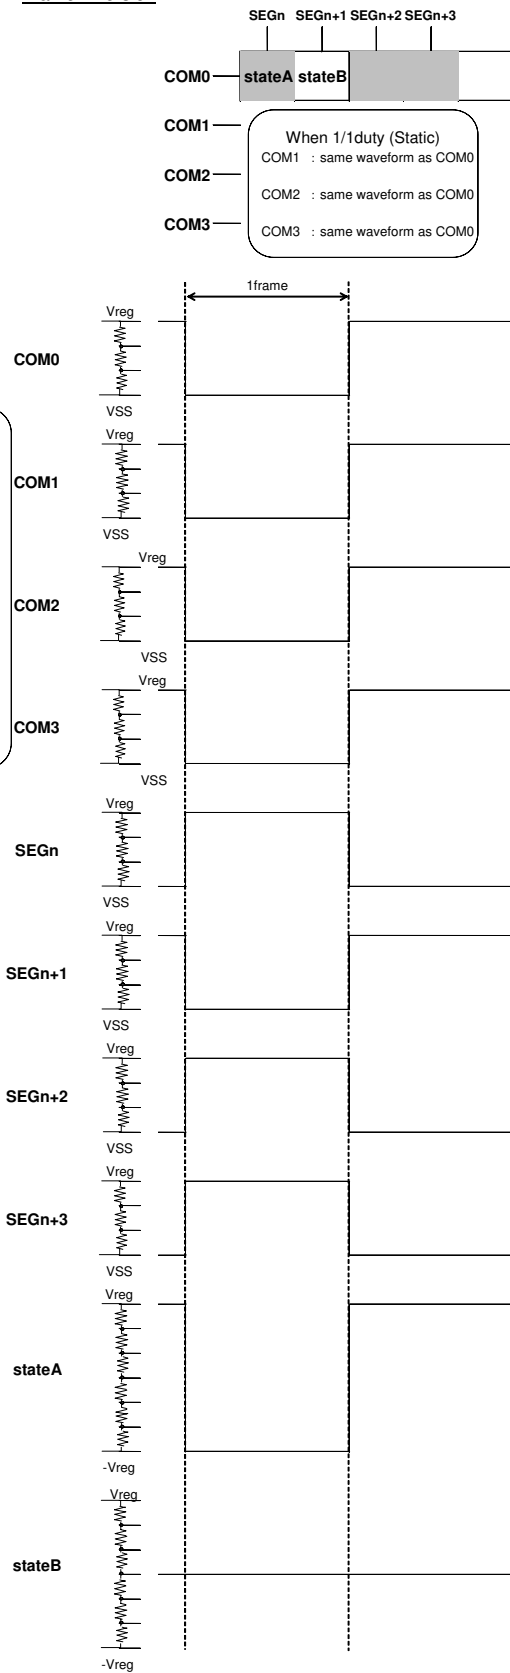 SEGn SEGn+1 SEGn+2 SEGn+3
COM0 stateA stateB
COM1
COM2
COM3
When 1/1duty (Static)
COM1 : same waveform as COM0
COM2 : same waveform as COM0
COM3 : same waveform as COM0
1frame
Vreg
COM0
VSS
Vreg
COM1
VSS
Vreg
COM2
VSS
Vreg
COM3
VSS
Vreg
SEGn
VSS
Vreg
SEGn+1
VSS
Vreg
SEGn+2
VSS
Vreg
SEGn+3
VSS
Vreg
stateA
-Vreg
Vreg
stateB
-Vreg